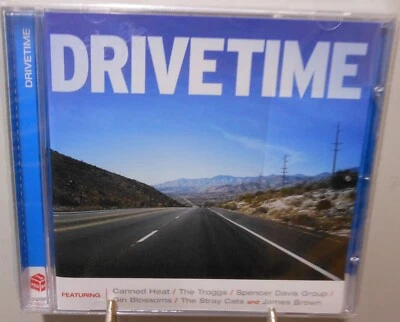 DRIVETIME
DRIVETIME
FEATURING Canned Heat / The Troggs / Spencer Davis Group /
Gin Blossoms / The Stray Cats AND James Brown